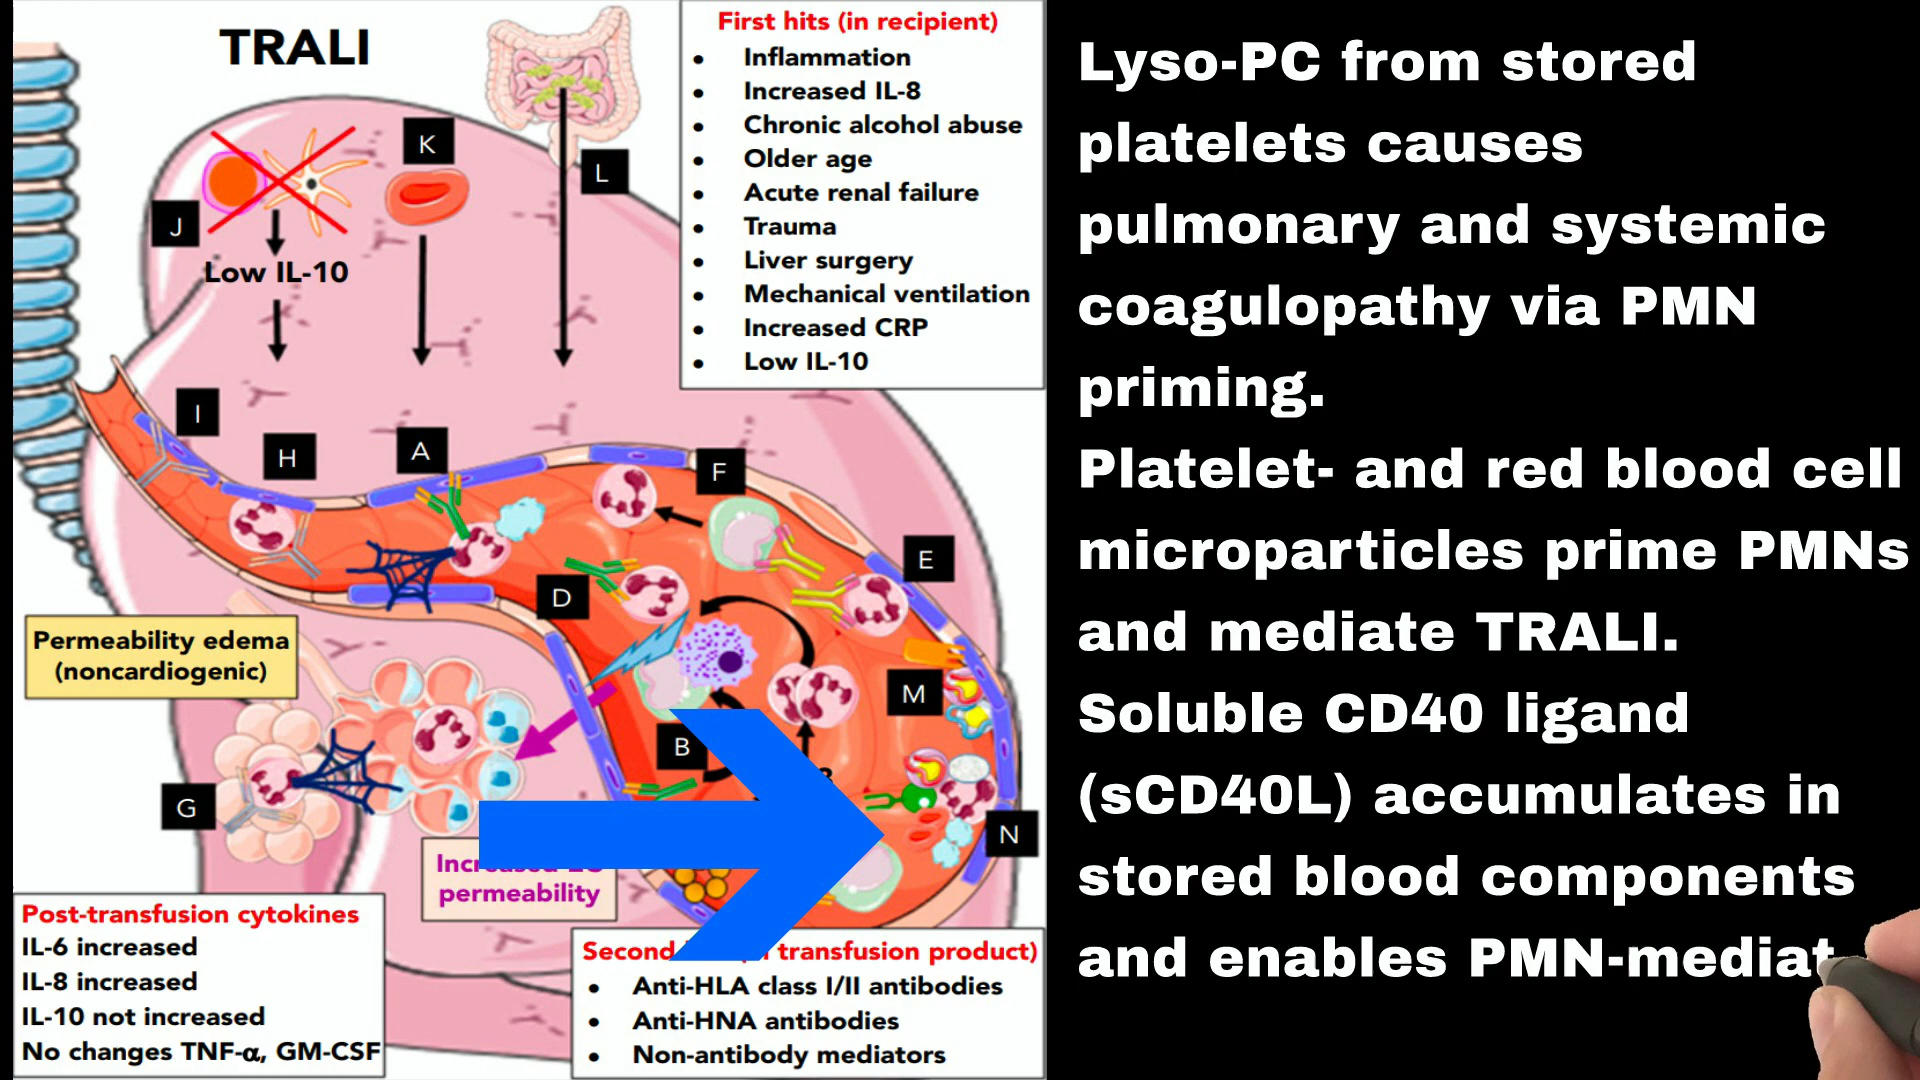 TRALI
First hits (in recipient)
• Inflammation
• Increased IL-8
• Chronic alcohol abuse
• Older age
• Acute renal failure
• Trauma
• Liver surgery
• Mechanical ventilation
• Increased CRP
• Low IL-10
K
L
J
Low IL-10
I
H
A
F
E
D
M
B
G
N
Permeability edema
(noncardiogenic)
permeability
Post-transfusion cytokines
IL-6 increased
IL-8 increased
IL-10 not increased
No changes TNF-α, GM-CSF
Second transfusion product)
• Anti-HLA class I/II antibodies
• Anti-HNA antibodies
• Non-antibody mediators
Lyso-PC from stored
platelets causes
pulmonary and systemic
coagulopathy via PMN
priming.
Platelet- and red blood cell
microparticles prime PMNs
and mediate TRALI.
Soluble CD40 ligand
(sCD40L) accumulates in
stored blood components
and enables PMN-mediat